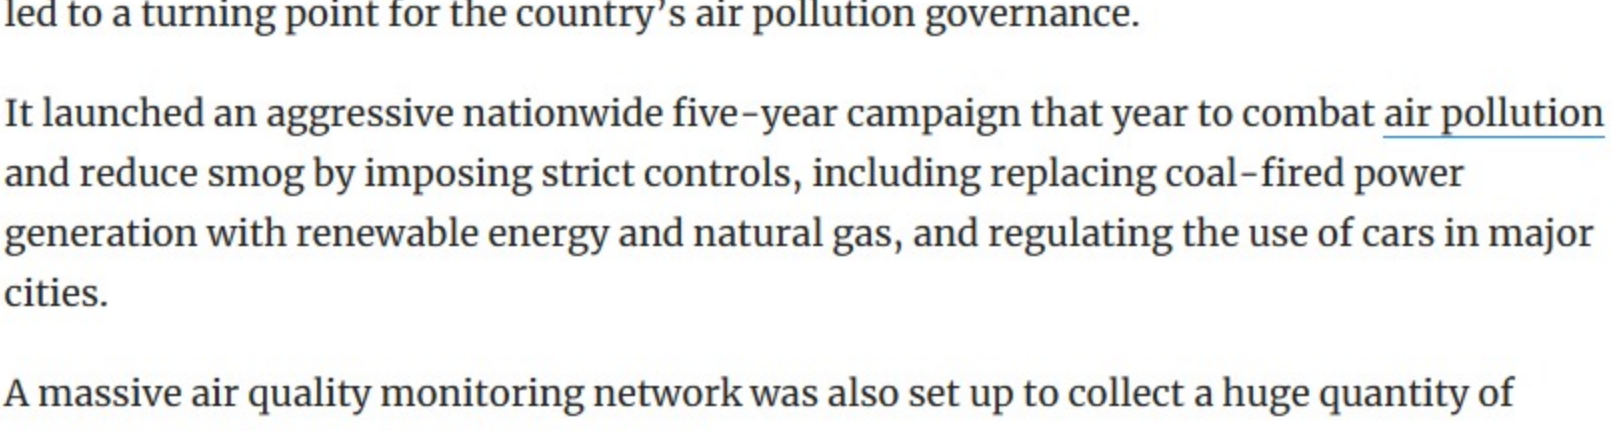 led to a turning point for the country’s air pollution governance.
It launched an aggressive nationwide five-year campaign that year to combat air pollution
and reduce smog by imposing strict controls, including replacing coal-fired power
generation with renewable energy and natural gas, and regulating the use of cars in major
cities.
A massive air quality monitoring network was also set up to collect a huge quantity of